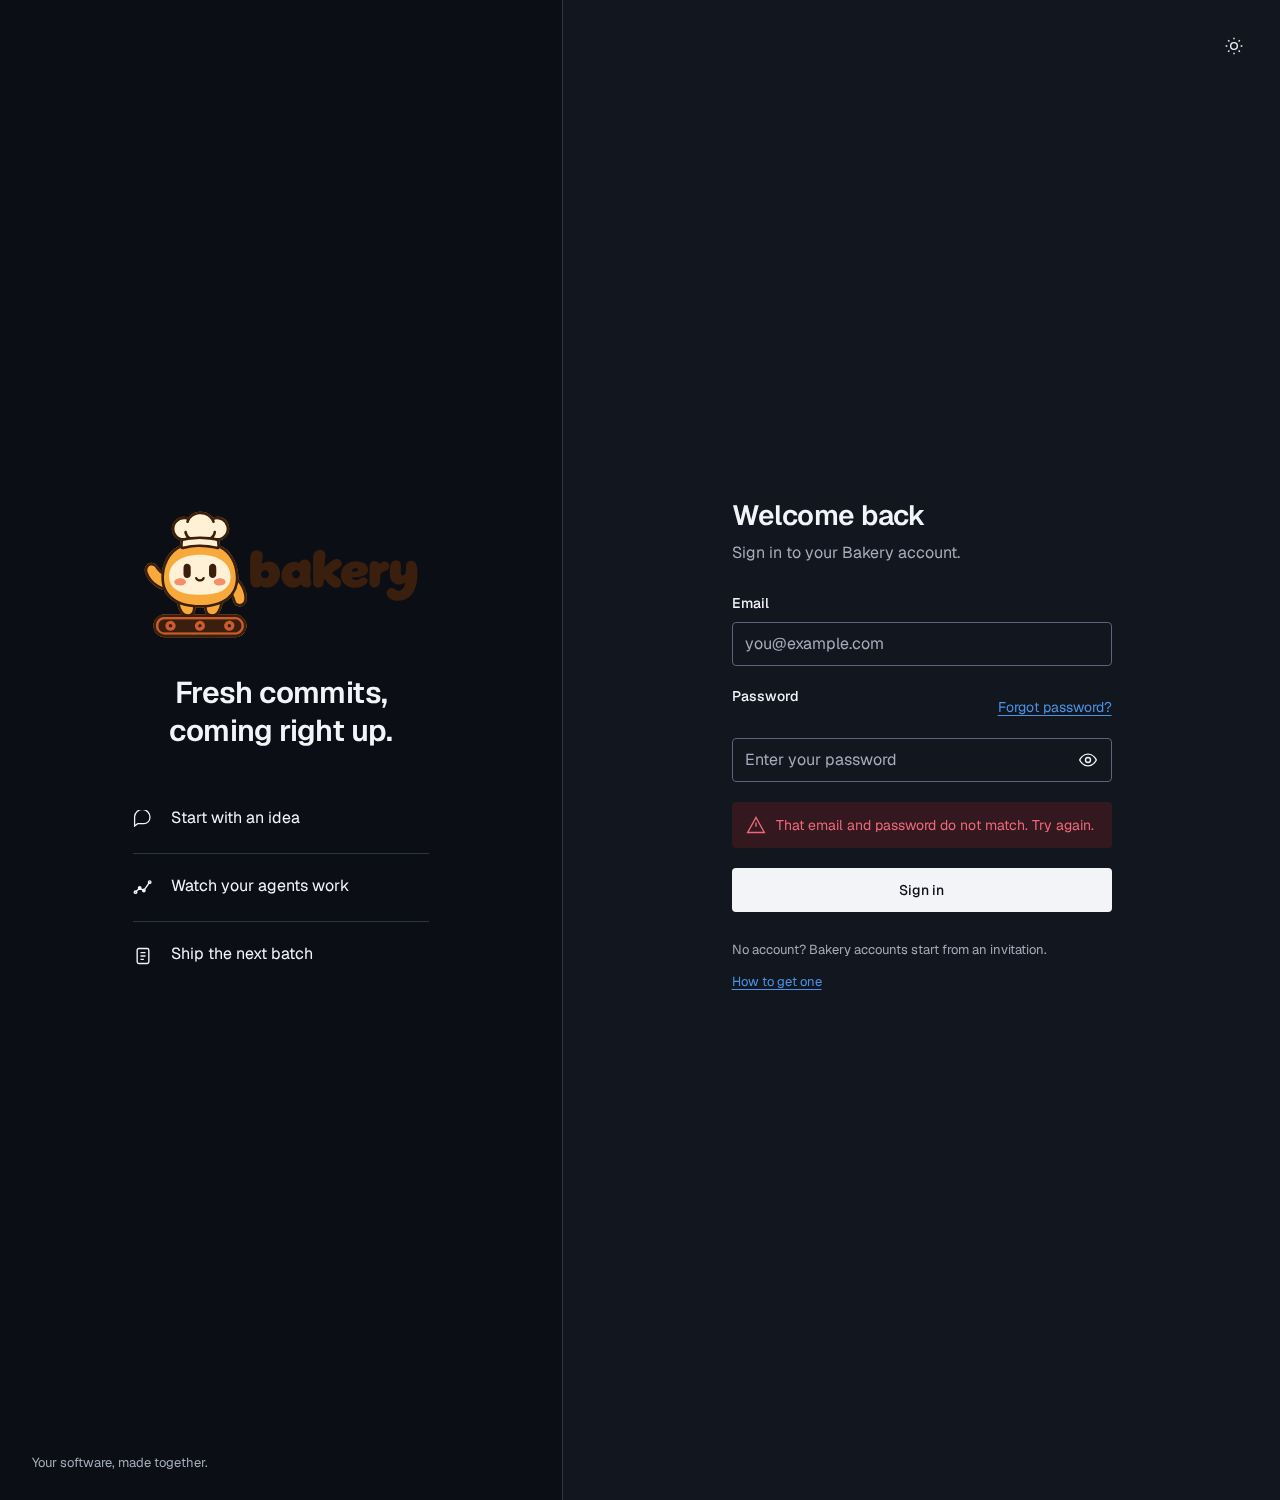 bakery
Fresh commits,
coming right up.
Start with an idea
Watch your agents work
Ship the next batch
Your software, made together.
Welcome back
Sign in to your Bakery account.
Email
you@example.com
Password
Forgot password?
Enter your password
That email and password do not match. Try again.
Sign in
No account? Bakery accounts start from an invitation.
How to get one